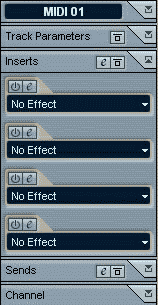 MIDI 01
Track Parameters
Inserts e
e
No Effect
e
No Effect
e
No Effect
e
No Effect
Sends e
Channel